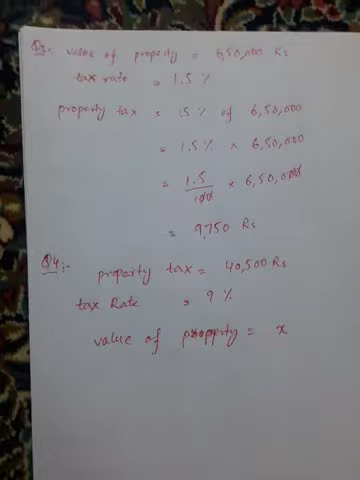 Q3:- value of property = 6,50,000 Rs
tax rate = 1.5 %
property tax = .5 % of 6,50,000
= 1.5 % × 6,50,000
= 1.5/100 × 6,50,000
= 9,750 Rs
Q4:- property tax = 40,500 Rs
tax Rate = 9 %
value of property = x